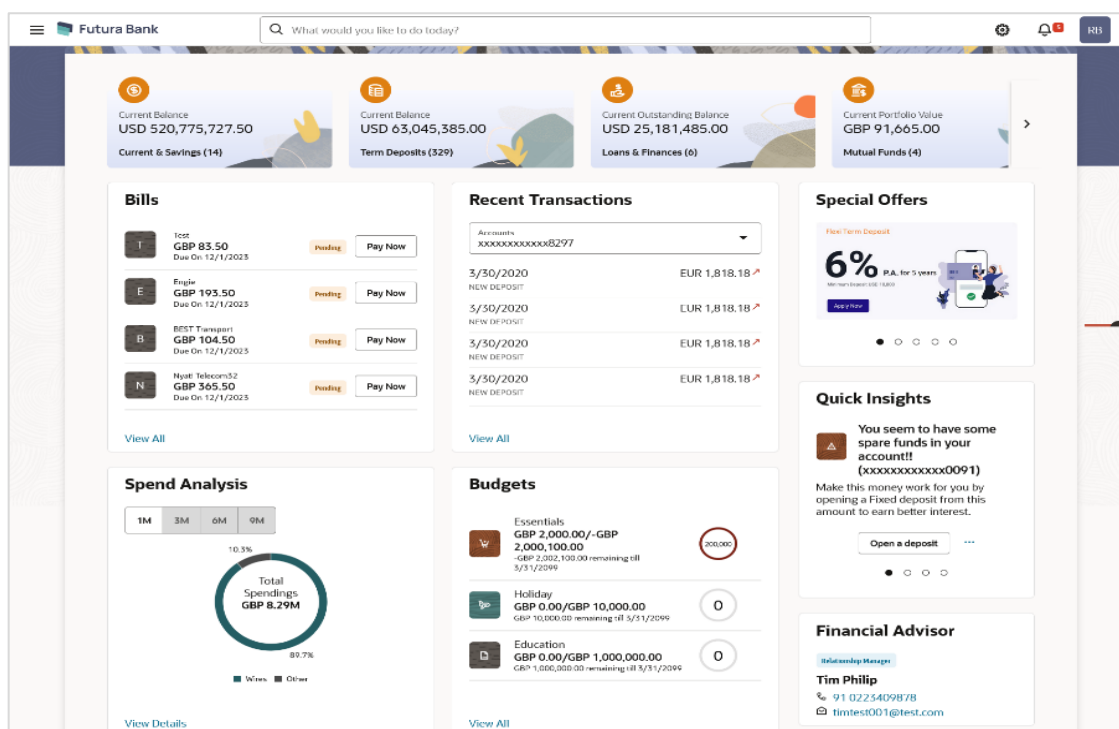 Futura Bank
What would you like to do today?
5
RB
Current Balance
USD 520,775,727.50
Current & Savings (14)
Current Balance
USD 63,045,385.00
Term Deposits (329)
Current Outstanding Balance
USD 25,181,485.00
Loans & Finances (6)
Current Portfolio Value
GBP 91,665.00
Mutual Funds (4)
Bills
T
Test
GBP 83.50
Due On 12/1/2023
Pending
Pay Now
E
Engie
GBP 193.50
Due On 12/1/2023
Pending
Pay Now
B
BEST Transport
GBP 104.50
Due On 12/1/2023
Pending
Pay Now
N
Nyati Telecom32
GBP 365.50
Due On 12/1/2023
Pending
Pay Now
View All
Recent Transactions
Accounts
xxxxxxxxxxxx8297
3/30/2020 EUR 1,818.18
NEW DEPOSIT
3/30/2020 EUR 1,818.18
NEW DEPOSIT
3/30/2020 EUR 1,818.18
NEW DEPOSIT
3/30/2020 EUR 1,818.18
NEW DEPOSIT
View All
Special Offers
Flexi Term Deposit
6% P.A. for 5 years
Minimum Deposit USD 10,000
Apply Now
Quick Insights
You seem to have some
spare funds in your
account!!
(xxxxxxxxxxxx0091)
Make this money work for you by
opening a Fixed deposit from this
amount to earn better interest.
Open a deposit
Spend Analysis
1M 3M 6M 9M
10.3%
Total
Spendings
GBP 8.29M
89.7%
Wires Other
View Details
Budgets
Essentials
GBP 2,000.00/-GBP
2,000,100.00
-GBP 2,002,100.00 remaining till
3/31/2099
200,000
Holiday
GBP 0.00/GBP 10,000.00
GBP 10,000.00 remaining till 3/31/2099
0
Education
GBP 0.00/GBP 1,000,000.00
GBP 1,000,000.00 remaining till 3/31/2099
0
View All
Financial Advisor
Relationship Manager
Tim Philip
91 0223409878
timtest001@test.com